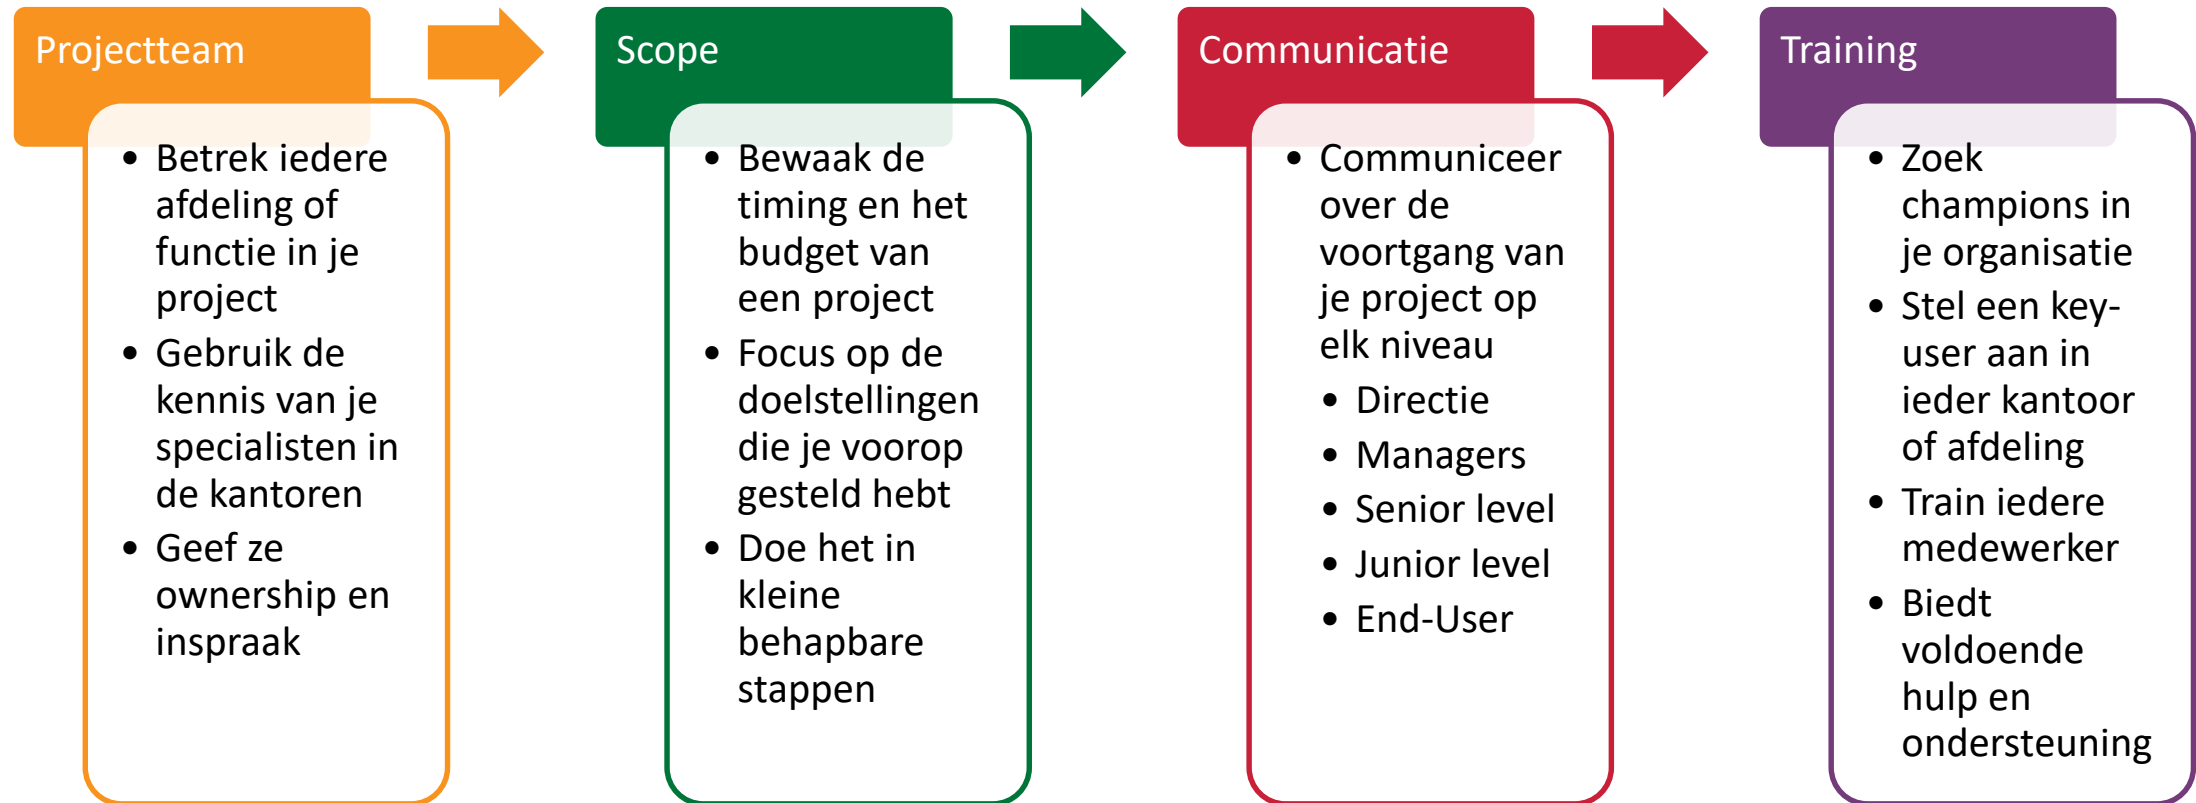 Projectteam
• Betrek iedere
afdeling of
functie in je
project
• Gebruik de
kennis van je
specialisten in
de kantoren
• Geef ze
ownership en
inspraak
Scope
• Bewaak de
timing en het
budget van
een project
• Focus op de
doelstellingen
die je voorop
gesteld hebt
• Doe het in
kleine
behapbare
stappen
Communicatie
• Communiceer
over de
voortgang van
je project op
elk niveau
• Directie
• Managers
• Senior level
• Junior level
• End-User
Training
• Zoek
champions in
je organisatie
• Stel een key-
user aan in
ieder kantoor
of afdeling
• Train iedere
medewerker
• Biedt
voldoende
hulp en
ondersteuning